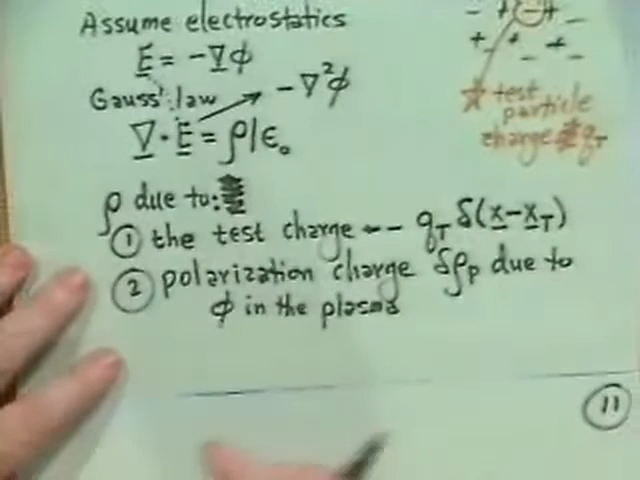 Assume electrostatics
E = -∇φ
Gauss' law
-∇²φ
∇·E = ρ/ε₀
test
particle
charge q_T
ρ due to:
① the test charge -- q_T δ(x-x_T)
② polarization charge δρ_p due to
φ in the plasma
11